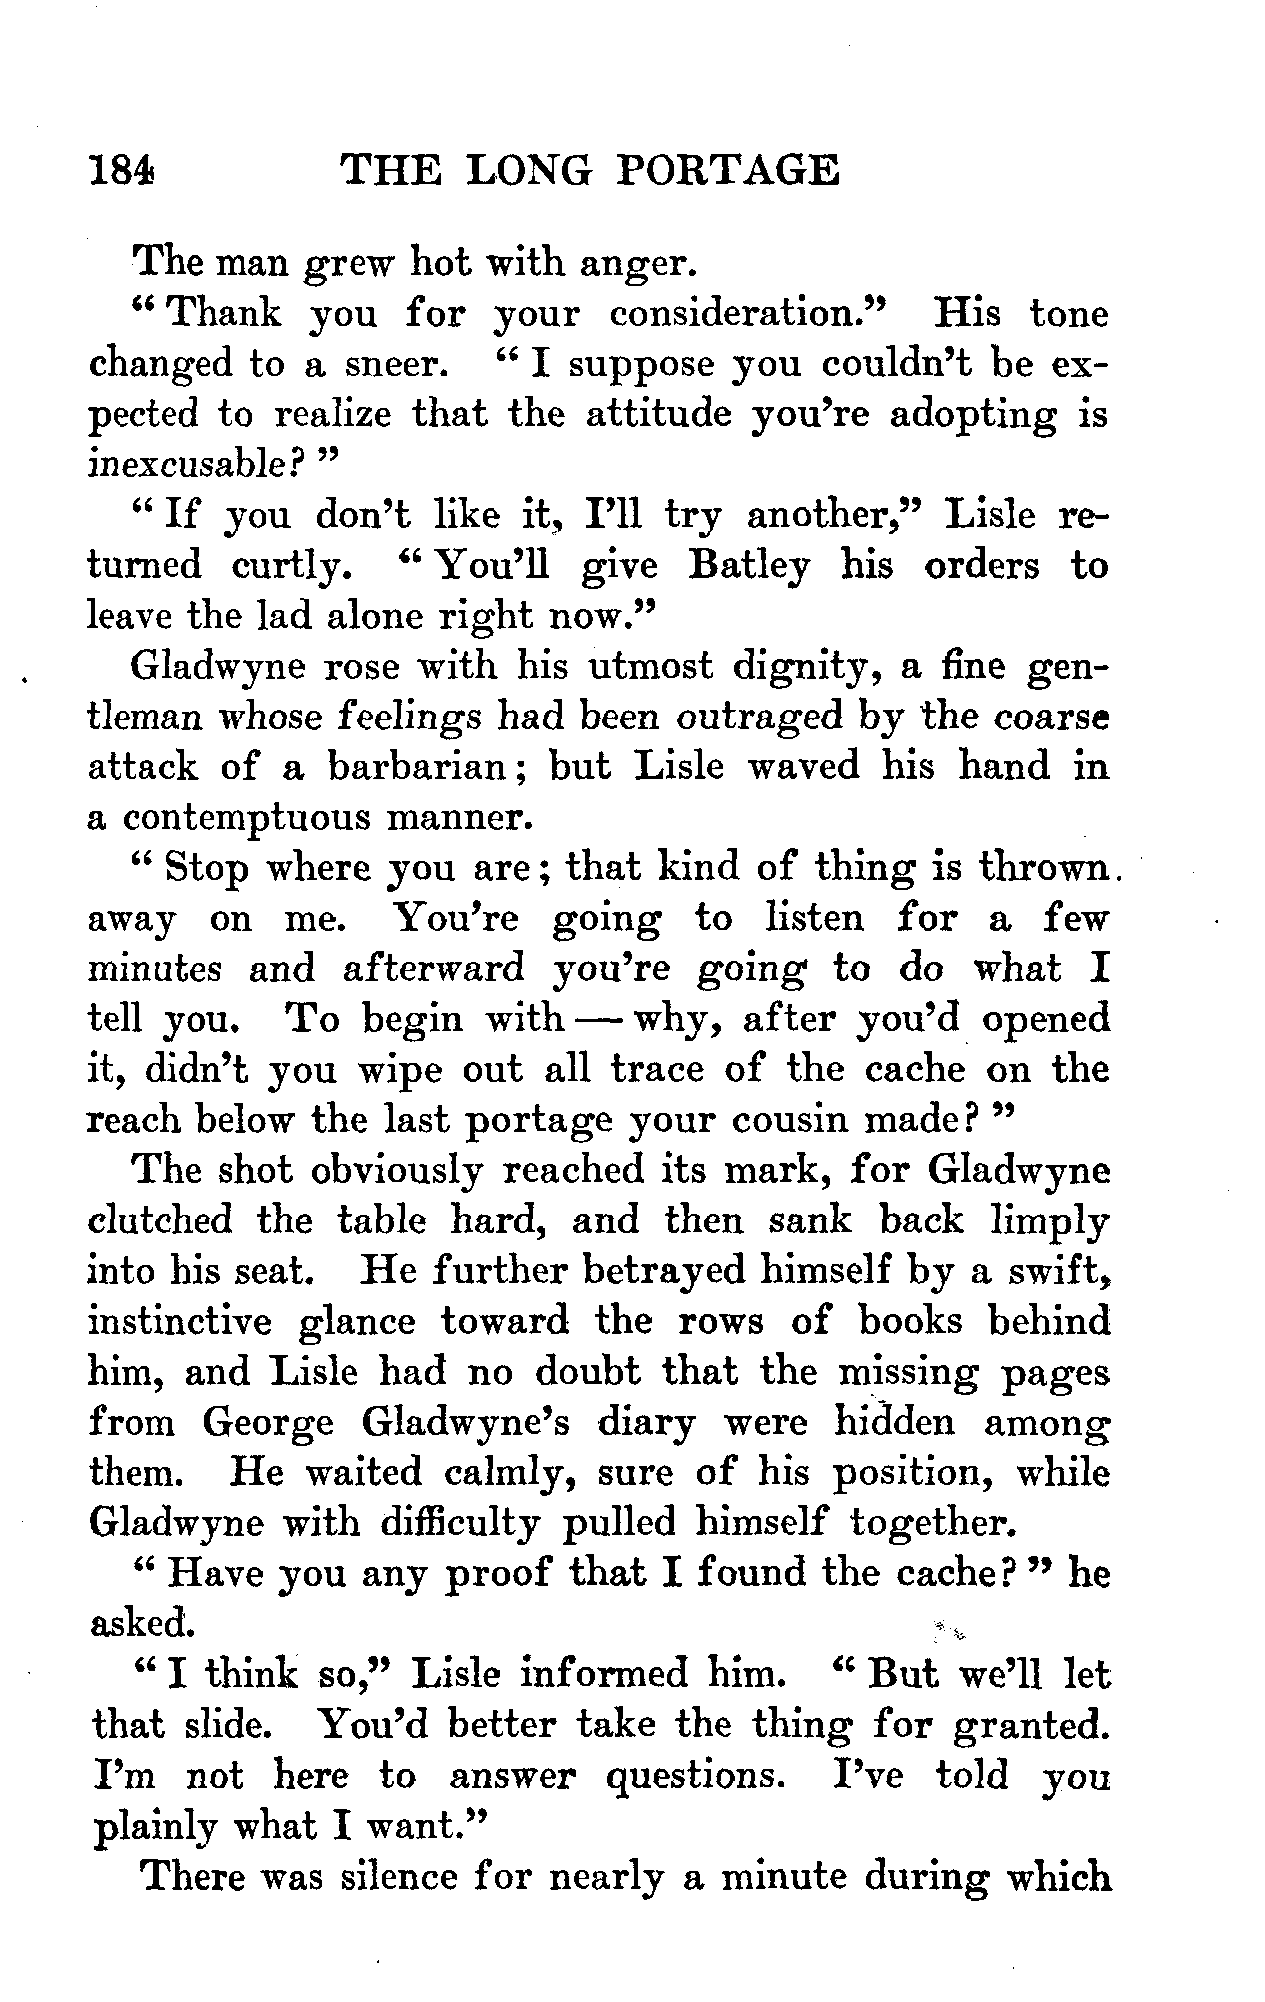 184 THE LONG PORTAGE
The man grew hot with anger.
“ Thank you for your consideration.” His tone
changed to a sneer. “ I suppose you couldn’t be ex-
pected to realize that the attitude you’re adopting is
inexcusable? ”
“ If you don’t like it, I’ll try another,” Lisle re-
turned curtly. “ You’ll give Batley his orders to
leave the lad alone right now.”
Gladwyne rose with his utmost dignity, a fine gen-
tleman whose feelings had been outraged by the coarse
attack of a barbarian; but Lisle waved his hand in
a contemptuous manner.
“ Stop where you are; that kind of thing is thrown.
away on me. You’re going to listen for a few
minutes and afterward you’re going to do what I
tell you. To begin with — why, after you’d opened
it, didn’t you wipe out all trace of the cache on the
reach below the last portage your cousin made? ”
The shot obviously reached its mark, for Gladwyne
clutched the table hard, and then sank back limply
into his seat. He further betrayed himself by a swift,
instinctive glance toward the rows of books behind
him, and Lisle had no doubt that the missing pages
from George Gladwyne’s diary were hidden among
them. He waited calmly, sure of his position, while
Gladwyne with difficulty pulled himself together.
“ Have you any proof that I found the cache? ” he
asked.
“ I think so,” Lisle informed him. “ But we’ll let
that slide. You’d better take the thing for granted.
I’m not here to answer questions. I’ve told you
plainly what I want.”
There was silence for nearly a minute during which